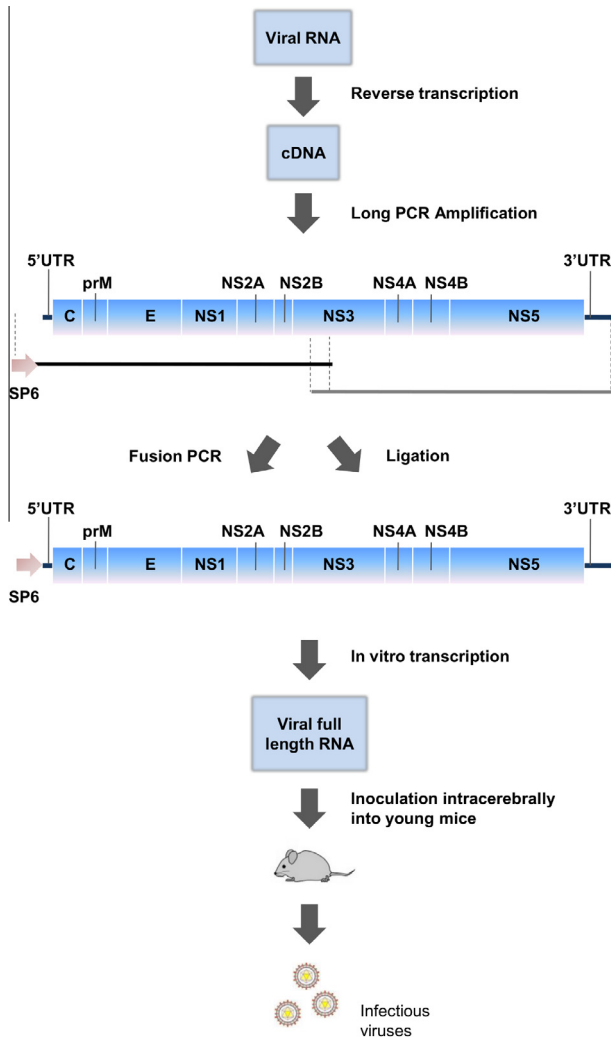 Viral RNA
Reverse transcription
cDNA
Long PCR Amplification
5'UTR
3'UTR
prM
NS2A
NS2B
NS4A
NS4B
C
E
NS1
NS3
NS5
SP6
Fusion PCR
Ligation
5'UTR
3'UTR
prM
NS2A
NS2B
NS4A
NS4B
C
E
NS1
NS3
NS5
SP6
In vitro transcription
Viral full
length RNA
Inoculation intracerebrally
into young mice
Infectious
viruses